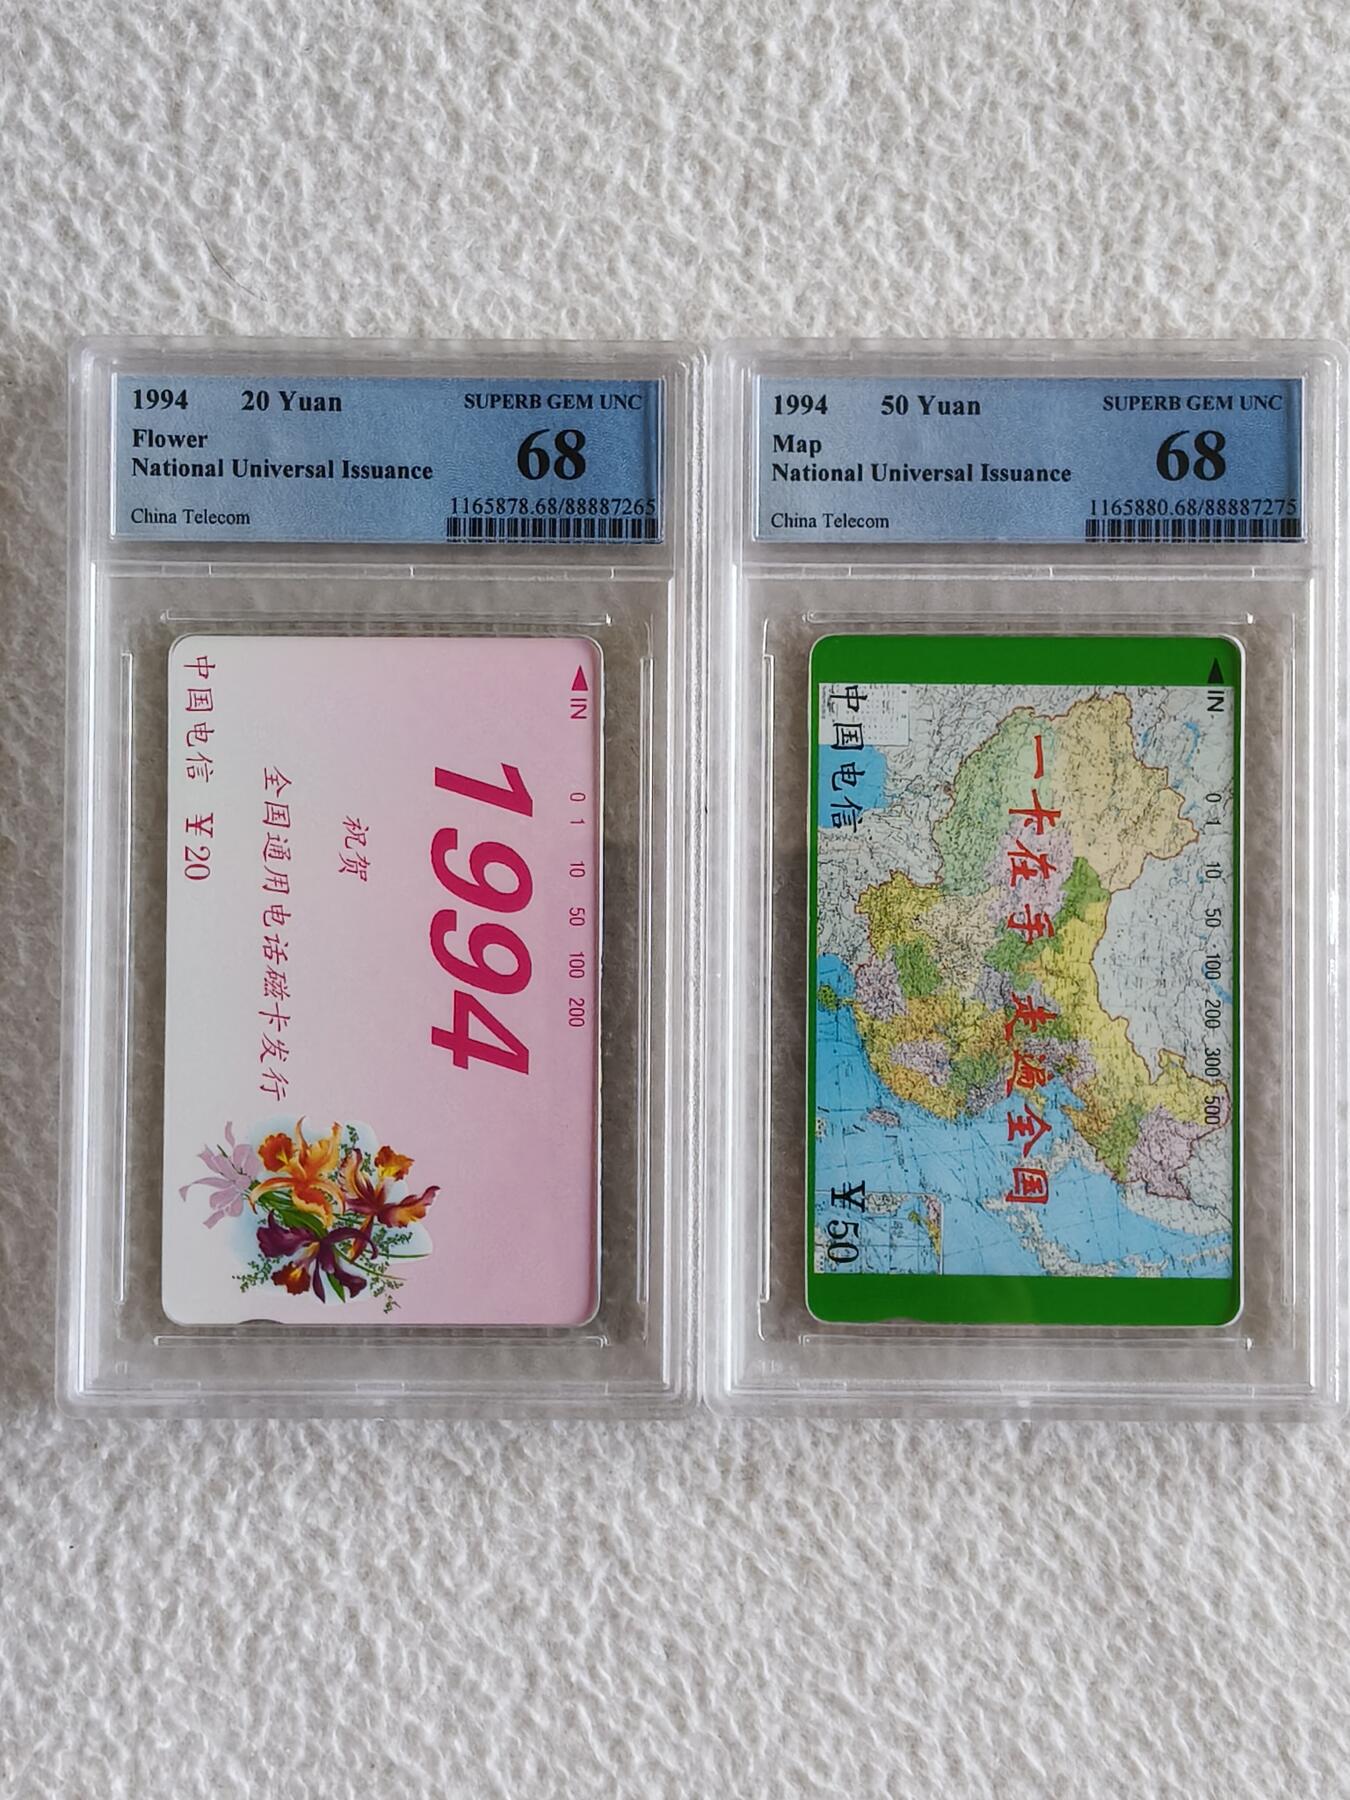 1994 20 Yuan
SUPERB GEM UNC
Flower
68
National Universal Issuance
1165878.68/88887265
China Telecom
IN 0 1 10 50 100 200
1994
祝贺
全国通用电话磁卡发行
中国电信 ¥20
1994 50 Yuan
SUPERB GEM UNC
Map
68
National Universal Issuance
1165880.68/88887275
China Telecom
IN 0 1 10 50 100 200 300 500
一卡在手 走遍全国
中国电信
¥50